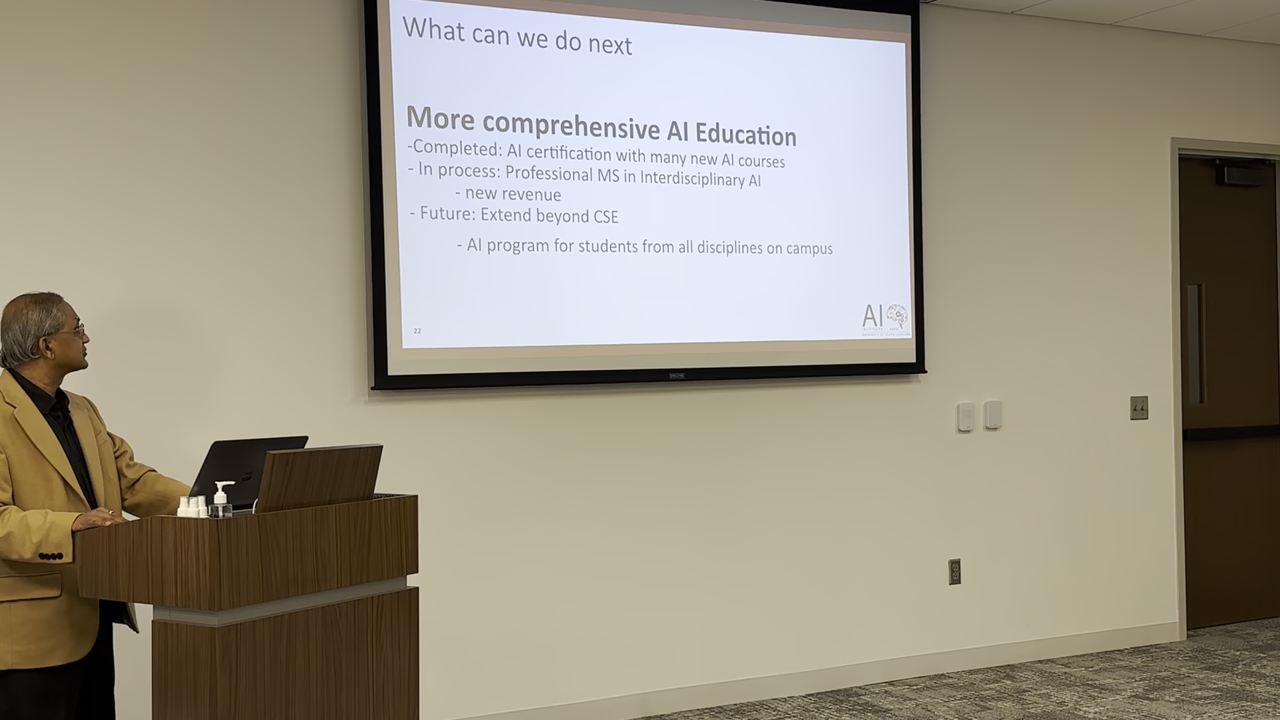 What can we do next
More comprehensive AI Education
-Completed: AI certification with many new AI courses
- In process: Professional MS in Interdisciplinary AI
- new revenue
- Future: Extend beyond CSE
- AI program for students from all disciplines on campus
22
AI